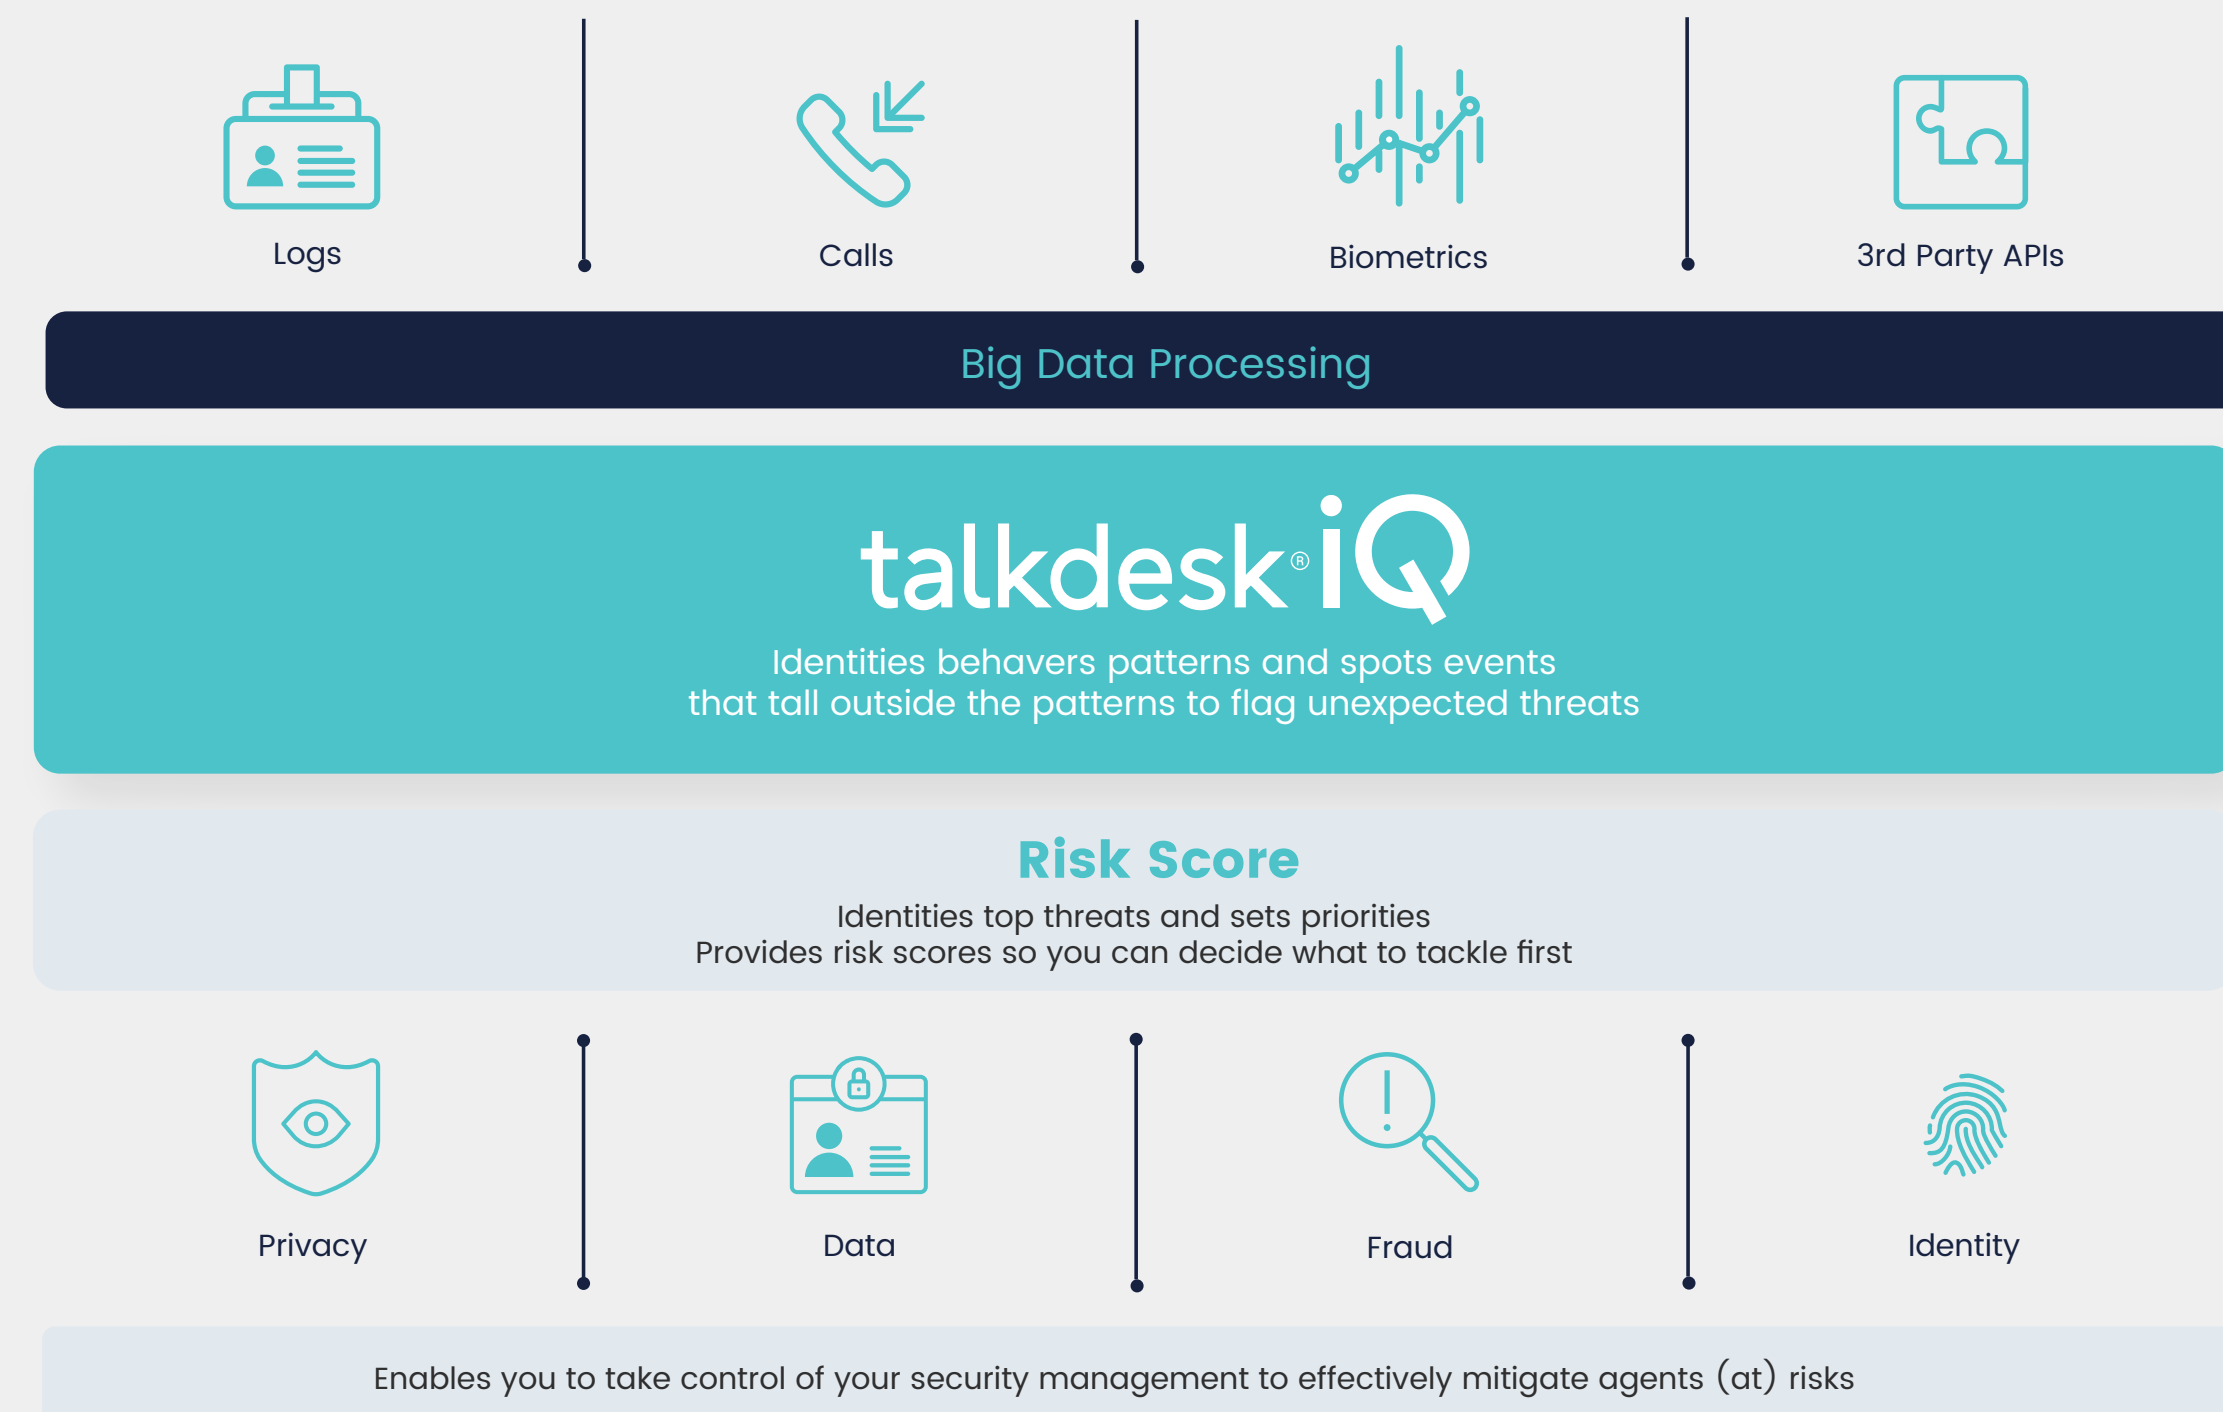 Logs
Calls
Biometrics
3rd Party APIs
Big Data Processing
talkdesk® iQ
Identities behavers patterns and spots events
that tall outside the patterns to flag unexpected threats
Risk Score
Identities top threats and sets priorities
Provides risk scores so you can decide what to tackle first
Privacy
Data
Fraud
Identity
Enables you to take control of your security management to effectively mitigate agents (at) risks